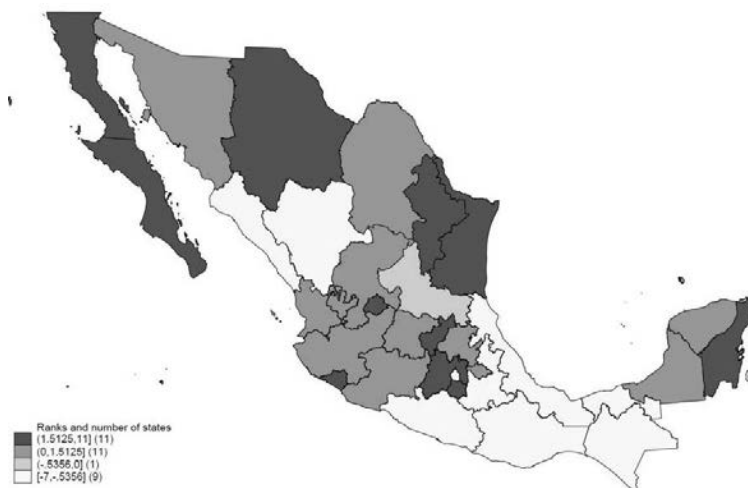 Ranks and number of states
(1.5125,11] (11)
(0,1.5125] (11)
(-.5356,0] (1)
[-7,-.5356] (9)